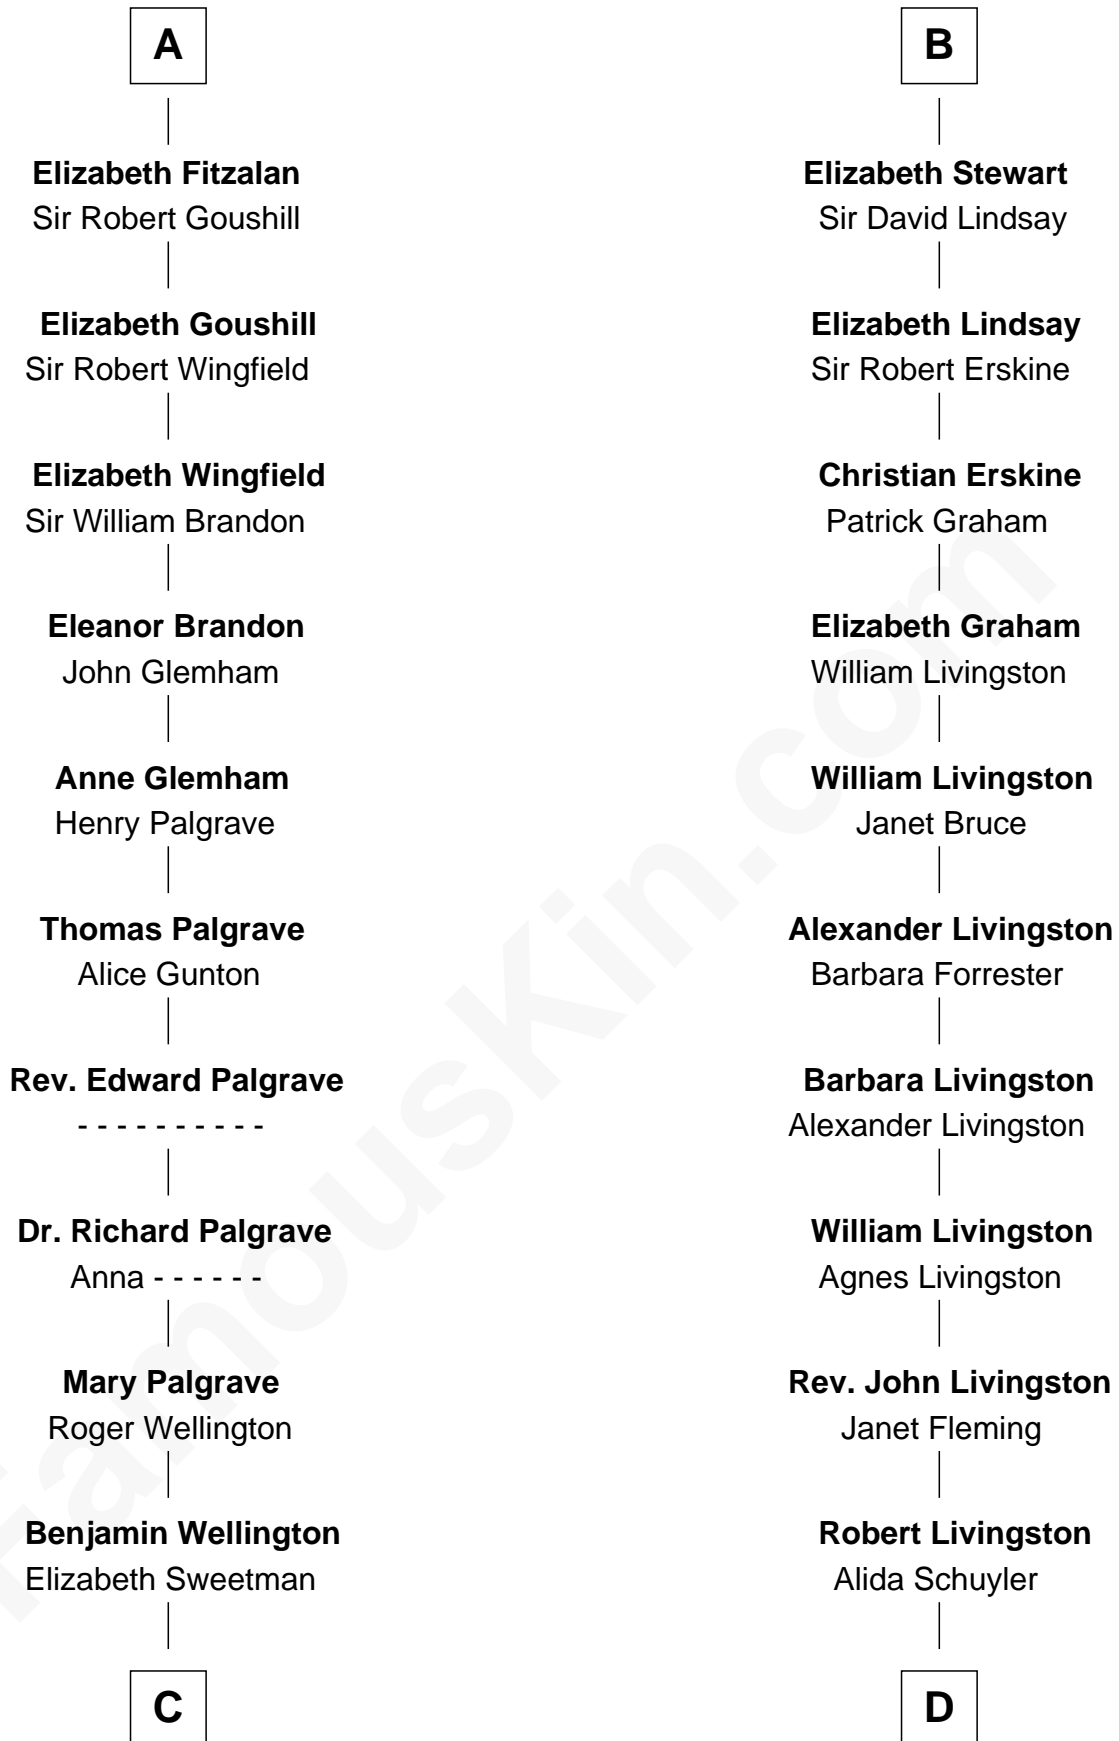 A
Elizabeth Fitzalan
Sir Robert Goushill
Elizabeth Goushill
Sir Robert Wingfield
Elizabeth Wingfield
Sir William Brandon
Eleanor Brandon
John Glemham
Anne Glemham
Henry Palgrave
Thomas Palgrave
Alice Gunton
Rev. Edward Palgrave
- - - - - - - - - -
Dr. Richard Palgrave
Anna - - - - - -
Mary Palgrave
Roger Wellington
Benjamin Wellington
Elizabeth Sweetman
C
B
Elizabeth Stewart
Sir David Lindsay
Elizabeth Lindsay
Sir Robert Erskine
Christian Erskine
Patrick Graham
Elizabeth Graham
William Livingston
William Livingston
Janet Bruce
Alexander Livingston
Barbara Forrester
Barbara Livingston
Alexander Livingston
William Livingston
Agnes Livingston
Rev. John Livingston
Janet Fleming
Robert Livingston
Alida Schuyler
D
FamousKin.com